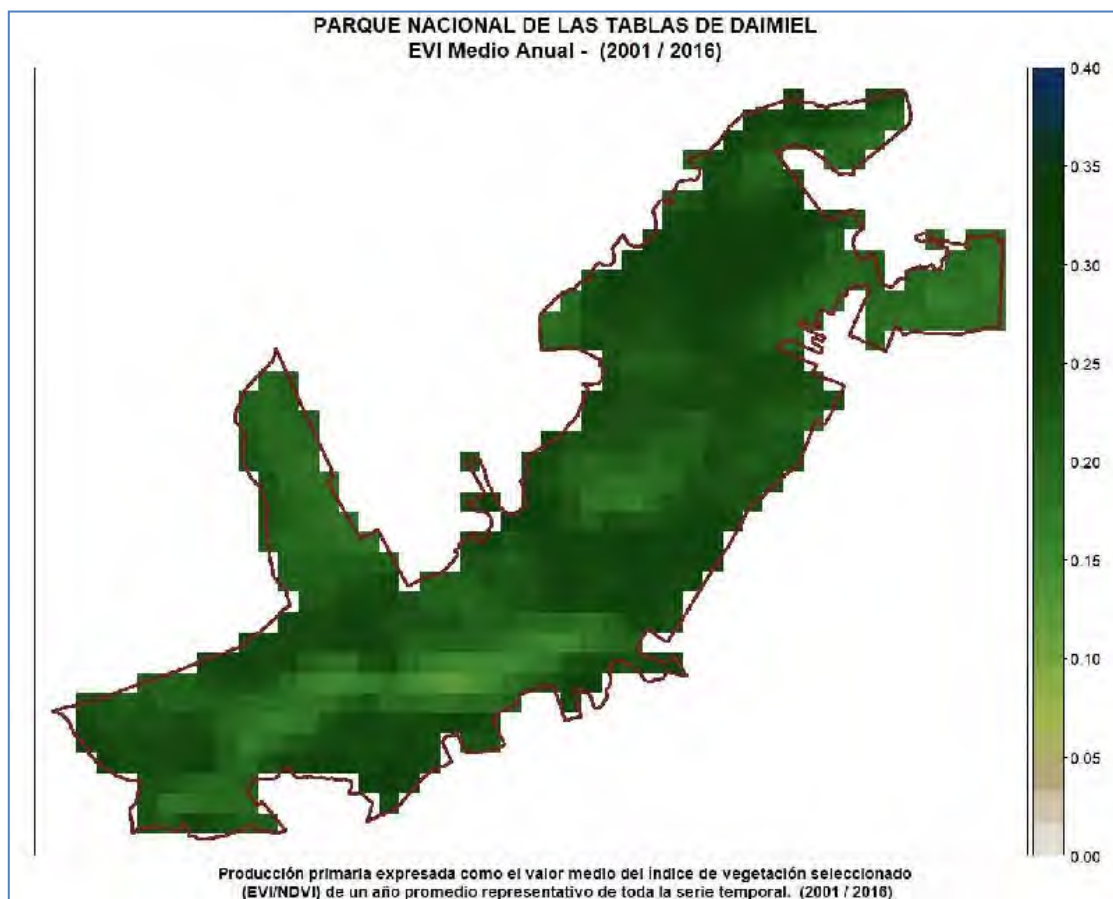 PARQUE NACIONAL DE LAS TABLAS DE DAIMIEL
EVI Medio Anual - (2001 / 2016)
0.40
0.35
0.30
0.25
0.20
0.15
0.10
0.05
0.00
Producción primaria expresada como el valor medio del índice de vegetación seleccionado
(EVI/NDVI) de un año promedio representativo de toda la serie temporal. (2001 / 2016)